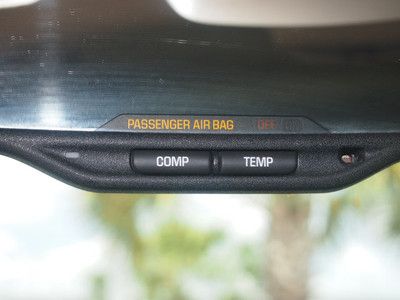 PASSENGER AIR BAG OFF
COMP TEMP